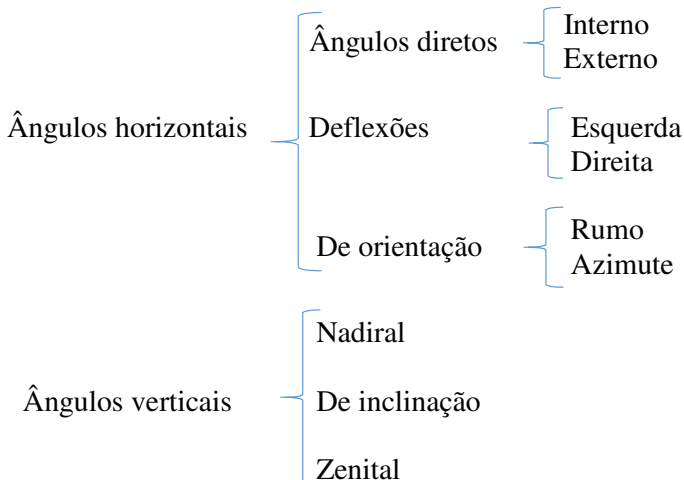 Ângulos horizontais
Ângulos diretos
Interno
Externo
Deflexões
Esquerda
Direita
De orientação
Rumo
Azimute
Ângulos verticais
Nadiral
De inclinação
Zenital